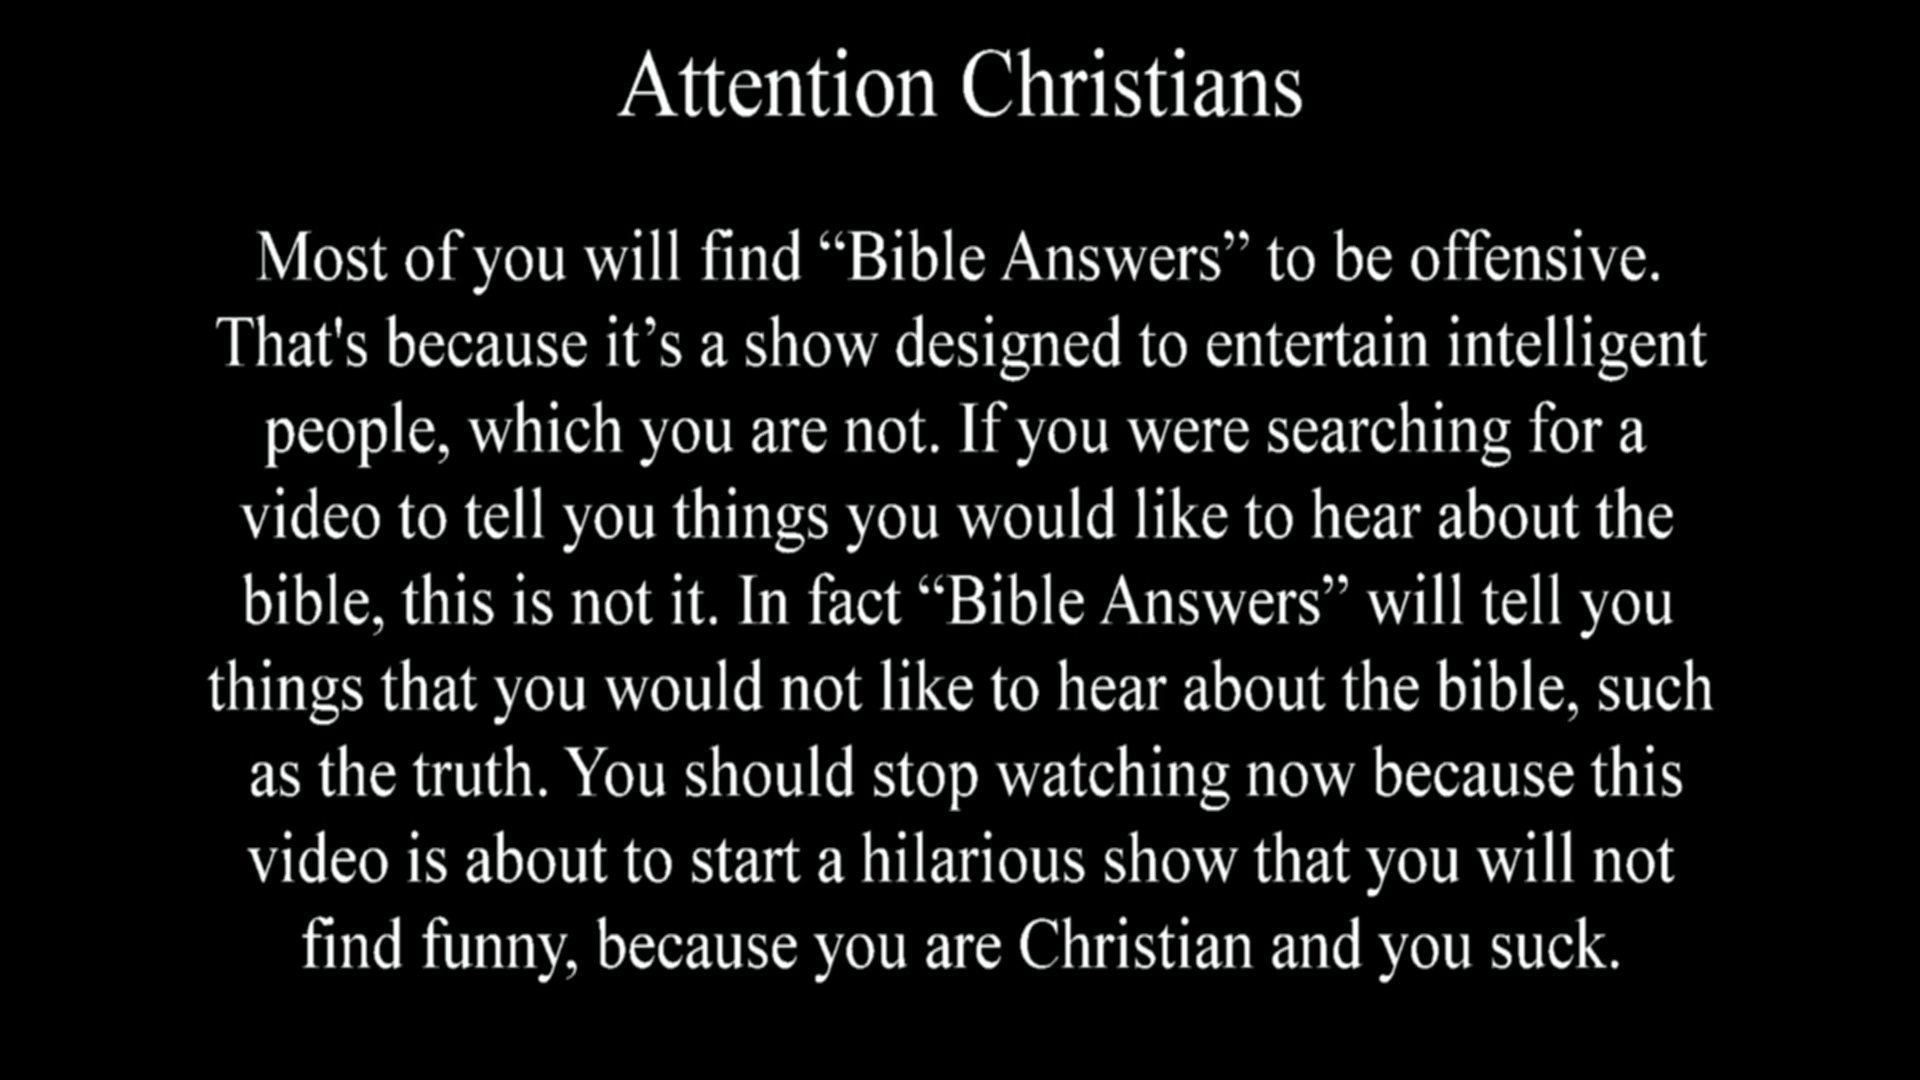 Attention Christians
Most of you will find “Bible Answers” to be offensive.
That's because it’s a show designed to entertain intelligent
people, which you are not. If you were searching for a
video to tell you things you would like to hear about the
bible, this is not it. In fact “Bible Answers” will tell you
things that you would not like to hear about the bible, such
as the truth. You should stop watching now because this
video is about to start a hilarious show that you will not
find funny, because you are Christian and you suck.